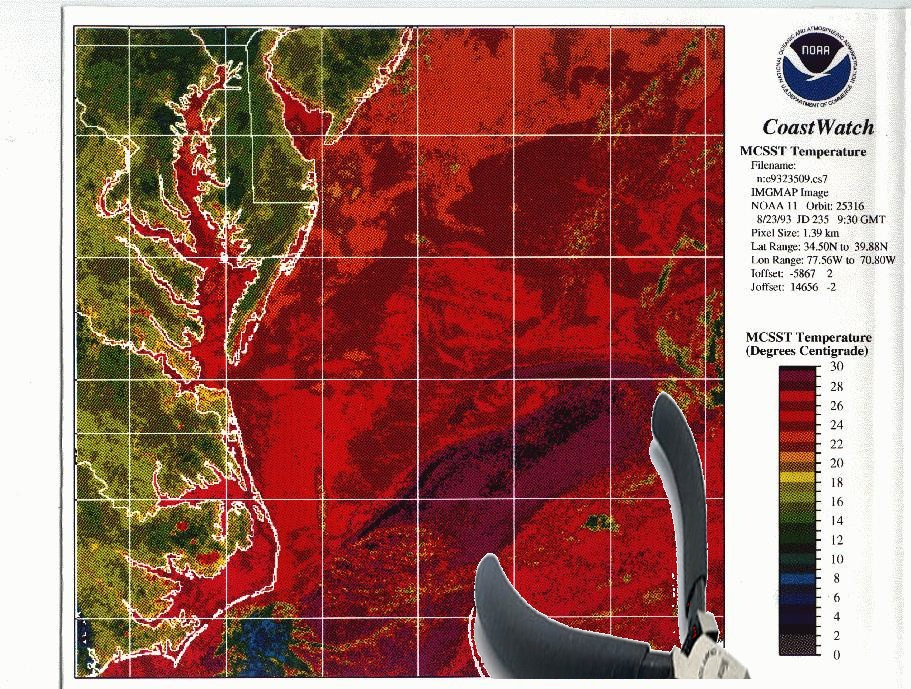 NATIONAL OCEANIC AND ATMOSPHERIC ADMINISTRATION
U.S. DEPARTMENT OF COMMERCE
NOAA
CoastWatch
MCSST Temperature
Filename:
n:c9323509.cs7
IMGMAP Image
NOAA 11 Orbit: 25316
8/23/93 JD 235 9:30 GMT
Pixel Size: 1.39 km
Lat Range: 34.50N to 39.88N
Lon Range: 77.56W to 70.80W
Ioffset: -5867 2
Joffset: 14656 -2
MCSST Temperature
(Degrees Centigrade)
30
28
26
24
22
20
18
16
14
12
10
8
6
4
2
0